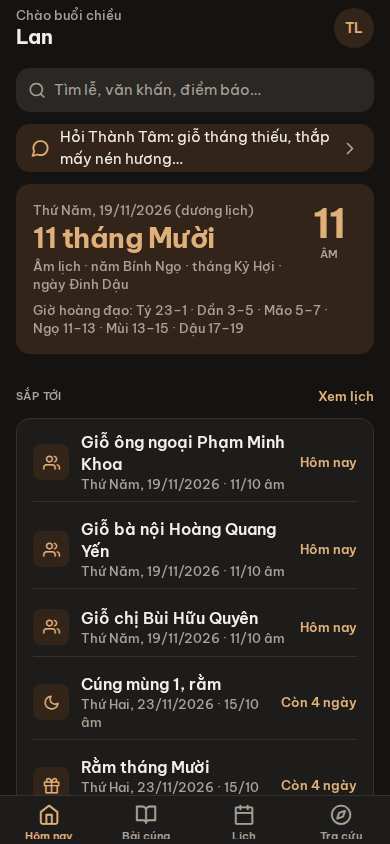 Chào buổi chiều
Lan
TL
Tìm lễ, văn khấn, điềm báo...
Hỏi Thành Tâm: giỗ tháng thiếu, thắp
mấy nén hương...
Thứ Năm, 19/11/2026 (dương lịch)
11 tháng Mười
Âm lịch · năm Bính Ngọ · tháng Kỷ Hợi ·
ngày Đinh Dậu
Giờ hoàng đạo: Tý 23–1 · Dần 3–5 · Mão 5–7 ·
Ngọ 11–13 · Mùi 13–15 · Dậu 17–19
11
ÂM
SẮP TỚI
Xem lịch
Giỗ ông ngoại Phạm Minh
Khoa
Thứ Năm, 19/11/2026 · 11/10 âm
Hôm nay
Giỗ bà nội Hoàng Quang
Yến
Thứ Năm, 19/11/2026 · 11/10 âm
Hôm nay
Giỗ chị Bùi Hữu Quyên
Thứ Năm, 19/11/2026 · 11/10 âm
Hôm nay
Cúng mùng 1, rằm
Thứ Hai, 23/11/2026 · 15/10
âm
Còn 4 ngày
Rằm tháng Mười
Thứ Hai, 23/11/2026 · 15/10
Còn 4 ngày
Hôm nay
Bài cúng
Lịch
Tra cứu